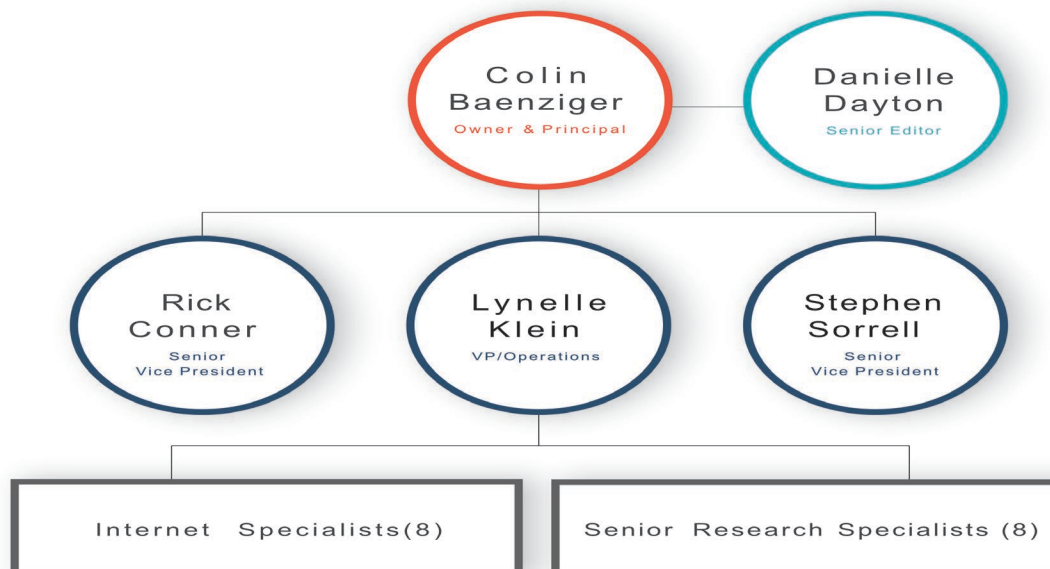 Colin
Baenziger
Owner & Principal
Danielle
Dayton
Senior Editor
Rick
Conner
Senior
Vice President
Lynelle
Klein
VP/Operations
Stephen
Sorrell
Senior
Vice President
Internet Specialists(8)
Senior Research Specialists (8)